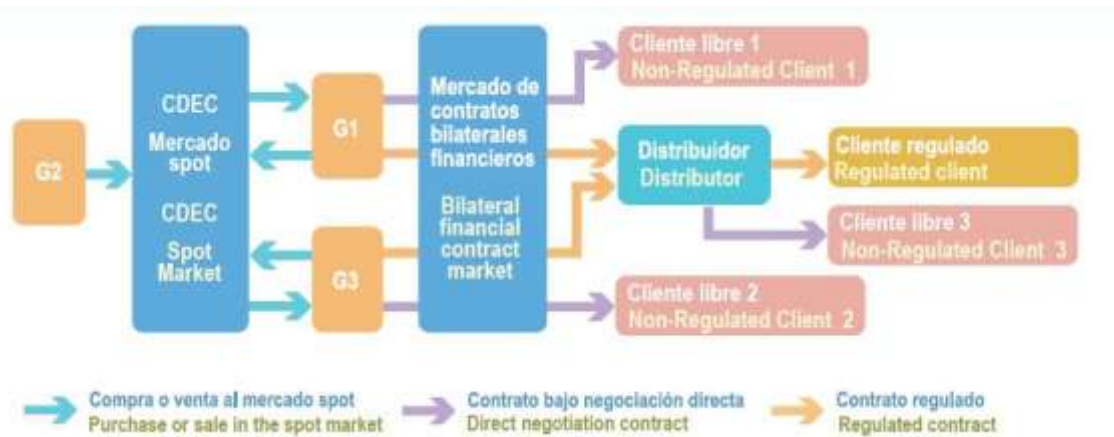 G2
CDEC
Mercado
spot
CDEC
Spot
Market
G1
G3
Mercado de
contratos
bilaterales
financieros
Bilateral
financial
contract
market
Cliente libre 1
Non-Regulated Client 1
Distribuidor
Distributor
Cliente regulado
Regulated client
Cliente libre 3
Non-Regulated Client 3
Cliente libre 2
Non-Regulated Client 2
Compra o venta al mercado spot
Purchase or sale in the spot market
Contrato bajo negociación directa
Direct negotiation contract
Contrato regulado
Regulated contract